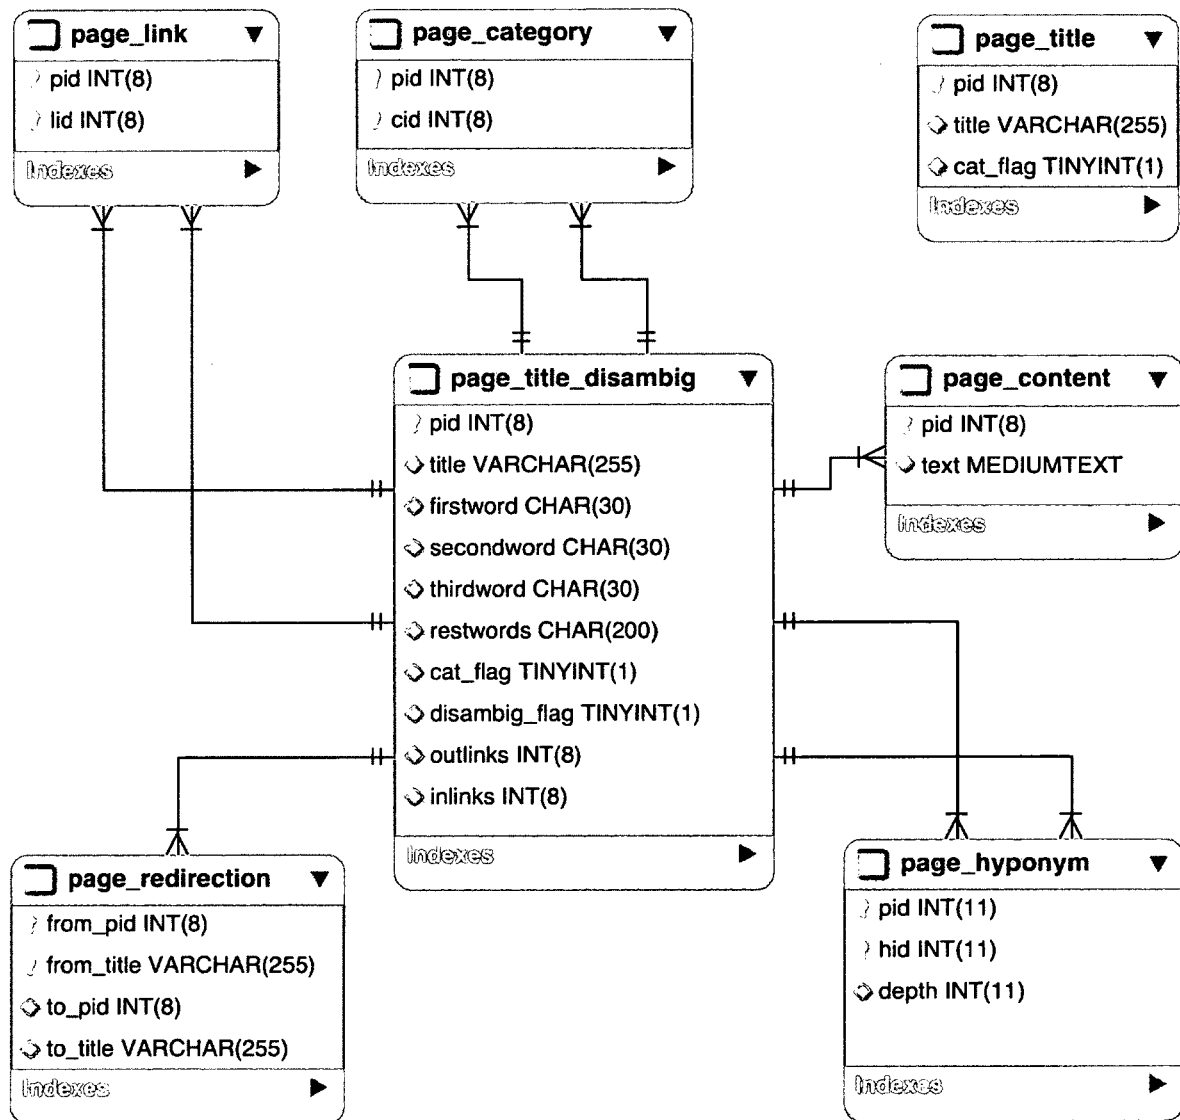 page_link
pid INT(8)
lid INT(8)
Indexes
page_category
pid INT(8)
cid INT(8)
Indexes
page_title
pid INT(8)
title VARCHAR(255)
cat_flag TINYINT(1)
Indexes
page_title_disambig
pid INT(8)
title VARCHAR(255)
firstword CHAR(30)
secondword CHAR(30)
thirdword CHAR(30)
restwords CHAR(200)
cat_flag TINYINT(1)
disambig_flag TINYINT(1)
outlinks INT(8)
inlinks INT(8)
Indexes
page_content
pid INT(8)
text MEDIUMTEXT
Indexes
page_redirection
from_pid INT(8)
from_title VARCHAR(255)
to_pid INT(8)
to_title VARCHAR(255)
Indexes
page_hyponym
pid INT(11)
hid INT(11)
depth INT(11)
Indexes